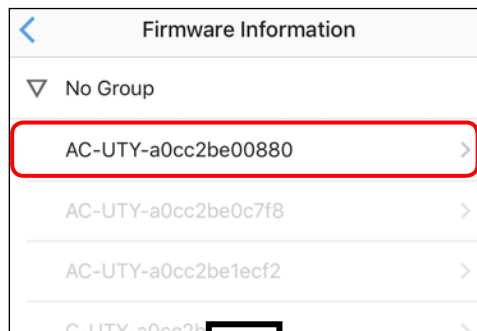 Firmware Information
No Group
AC-UTY-a0cc2be00880
AC-UTY-a0cc2be0c7f8
AC-UTY-a0cc2be1ecf2